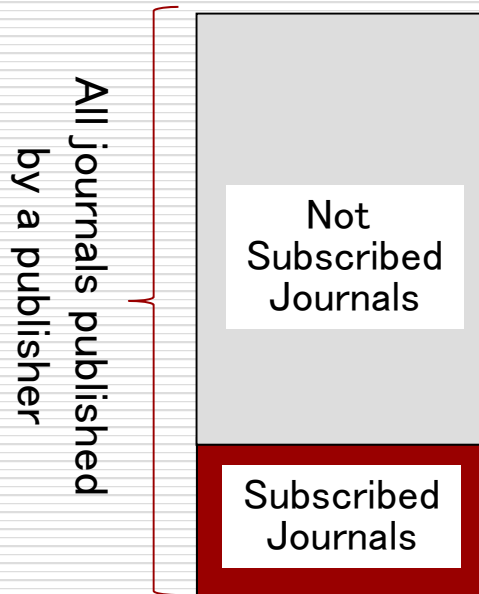 All journals published
by a publisher
Not
Subscribed
Journals
Subscribed
Journals